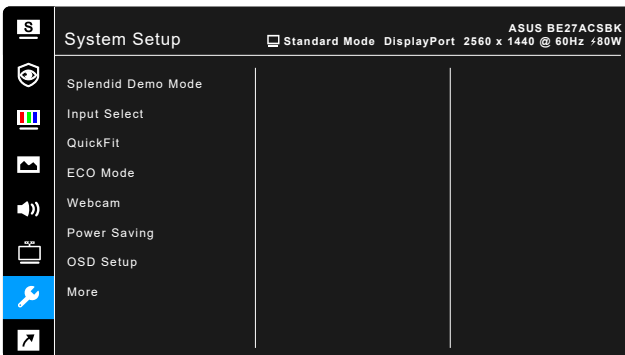 S
ASUS BE27ACSBK
System Setup Standard Mode DisplayPort 2560 x 1440 @ 60Hz ⚡80W
Splendid Demo Mode
Input Select
QuickFit
ECO Mode
Webcam
Power Saving
OSD Setup
More